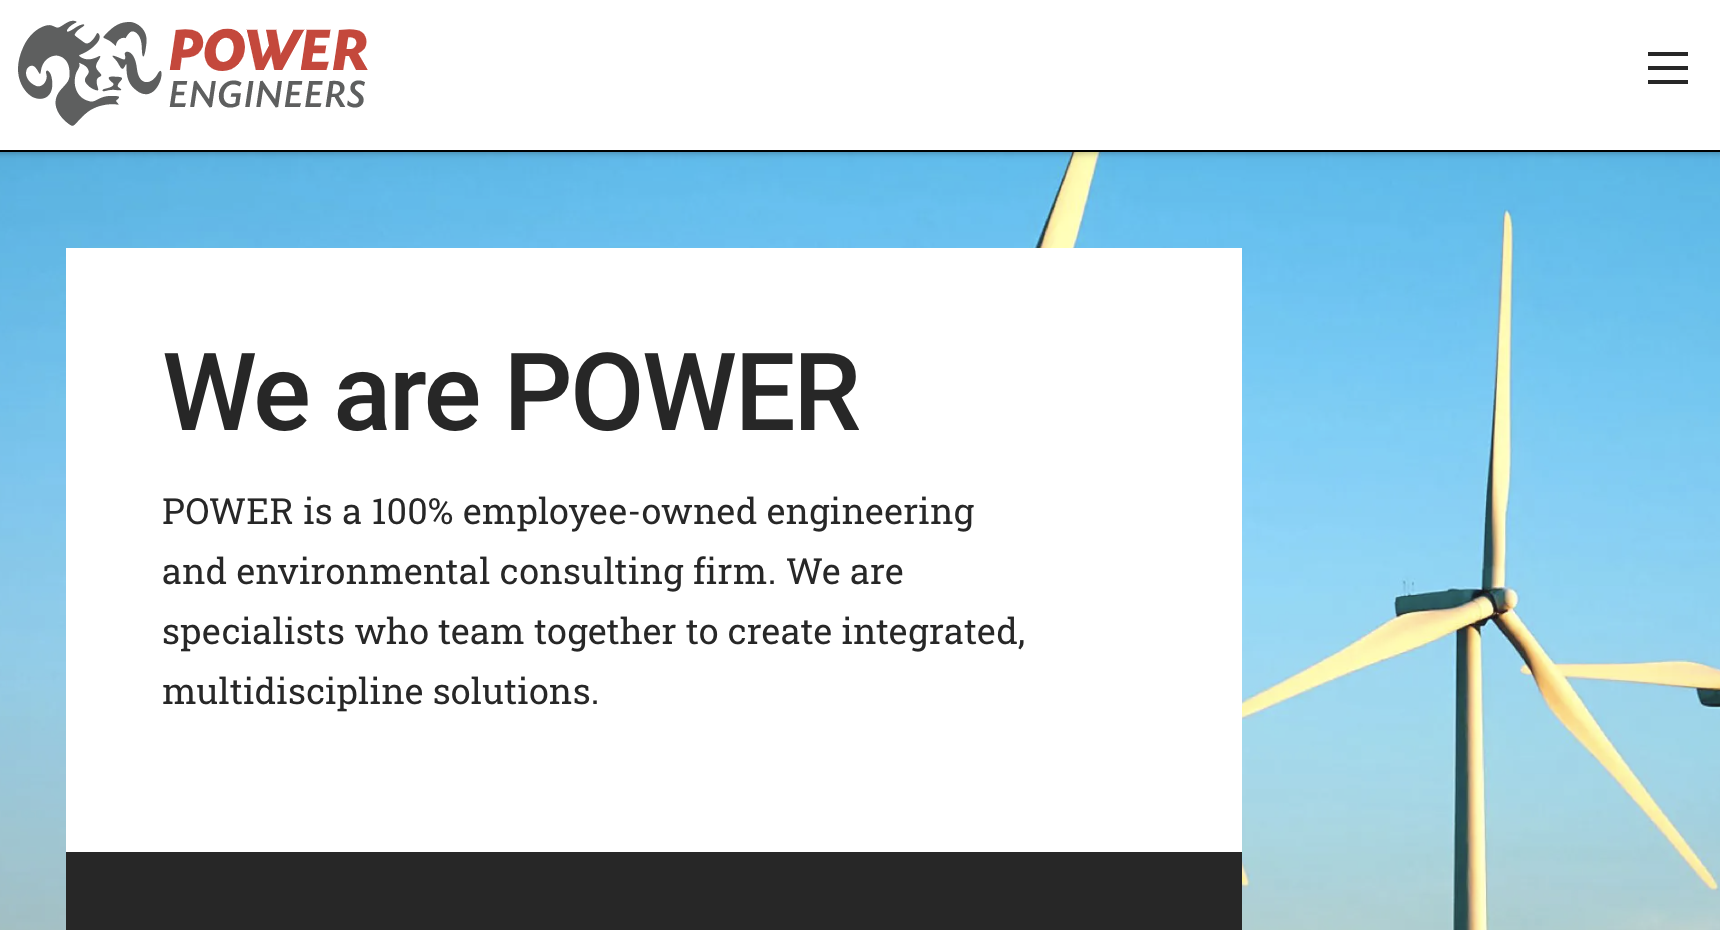 POWER
ENGINEERS
We are POWER
POWER is a 100% employee-owned engineering
and environmental consulting firm. We are
specialists who team together to create integrated,
multidiscipline solutions.